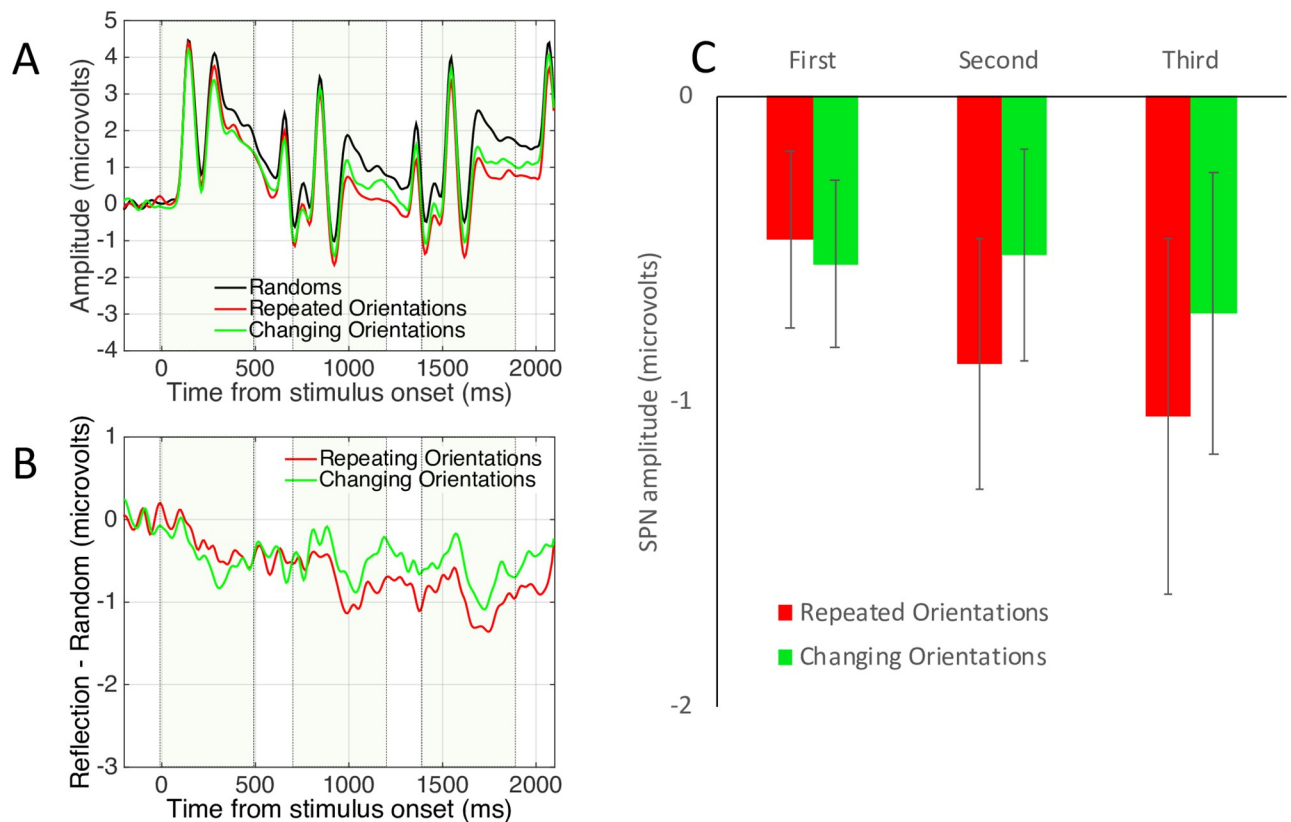 A
Amplitude (microvolts)
5
4
3
2
1
0
-1
-2
-3
-4
Randoms
Repeated Orientations
Changing Orientations
0 500 1000 1500 2000
Time from stimulus onset (ms)
B
Reflection - Random (microvolts)
1
0
-1
-2
-3
Repeating Orientations
Changing Orientations
0 500 1000 1500 2000
Time from stimulus onset (ms)
C
First Second Third
SPN amplitude (microvolts)
0
-1
-2
Repeated Orientations
Changing Orientations